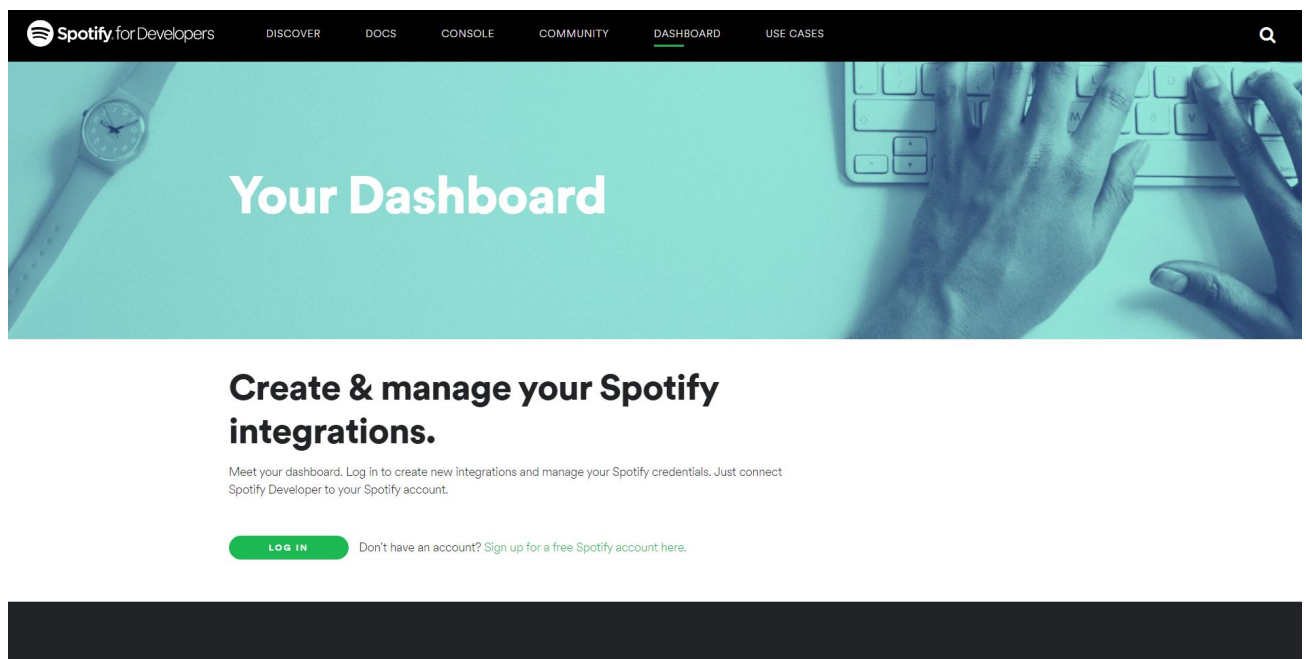 Spotify for Developers DISCOVER DOCS CONSOLE COMMUNITY DASHBOARD USE CASES
Your Dashboard
Create & manage your Spotify
integrations.
Meet your dashboard. Log in to create new integrations and manage your Spotify credentials. Just connect
Spotify Developer to your Spotify account.
LOG IN Don't have an account? Sign up for a free Spotify account here.